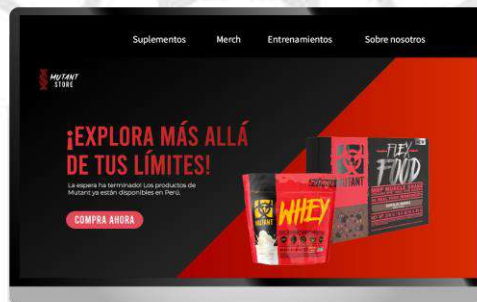 Suplementos Merch Entrenamientos Sobre nosotros
MUTANT
STORE
¡EXPLORA MÁS ALLÁ
DE TUS LÍMITES!
La espera ha terminado! Los productos de
Mutant ya están disponibles en Perú.
COMPRA AHORA
MUTANT
WHEY
MUTANT
FLEX
FOOD